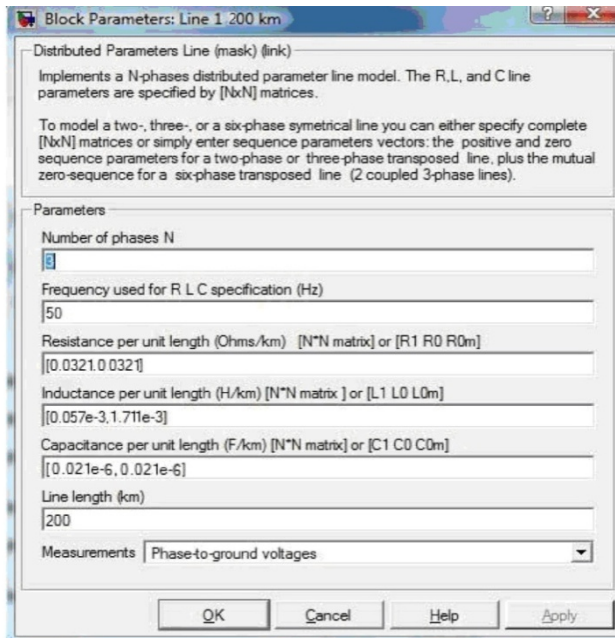 Block Parameters: Line 1 200 km
Distributed Parameters Line (mask) (link)
Implements a N-phases distributed parameter line model. The R,L, and C line
parameters are specified by [NxN] matrices.
To model a two-, three-, or a six-phase symetrical line you can either specify complete
[NxN] matrices or simply enter sequence parameters vectors: the positive and zero
sequence parameters for a two-phase or three-phase transposed line, plus the mutual
zero-sequence for a six-phase transposed line (2 coupled 3-phase lines).
Parameters
Number of phases N
3
Frequency used for R L C specification (Hz)
50
Resistance per unit length (Ohms/km) [N*N matrix] or [R1 R0 R0m]
[0.0321.0 0321]
Inductance per unit length (H/km) [N*N matrix ] or [L1 L0 L0m]
[0.057e-3,1.711e-3]
Capacitance per unit length (F/km) [N*N matrix] or [C1 C0 C0m]
[0.021e-6, 0.021e-6]
Line length (km)
200
Measurements Phase-to-ground voltages
OK Cancel Help Apply